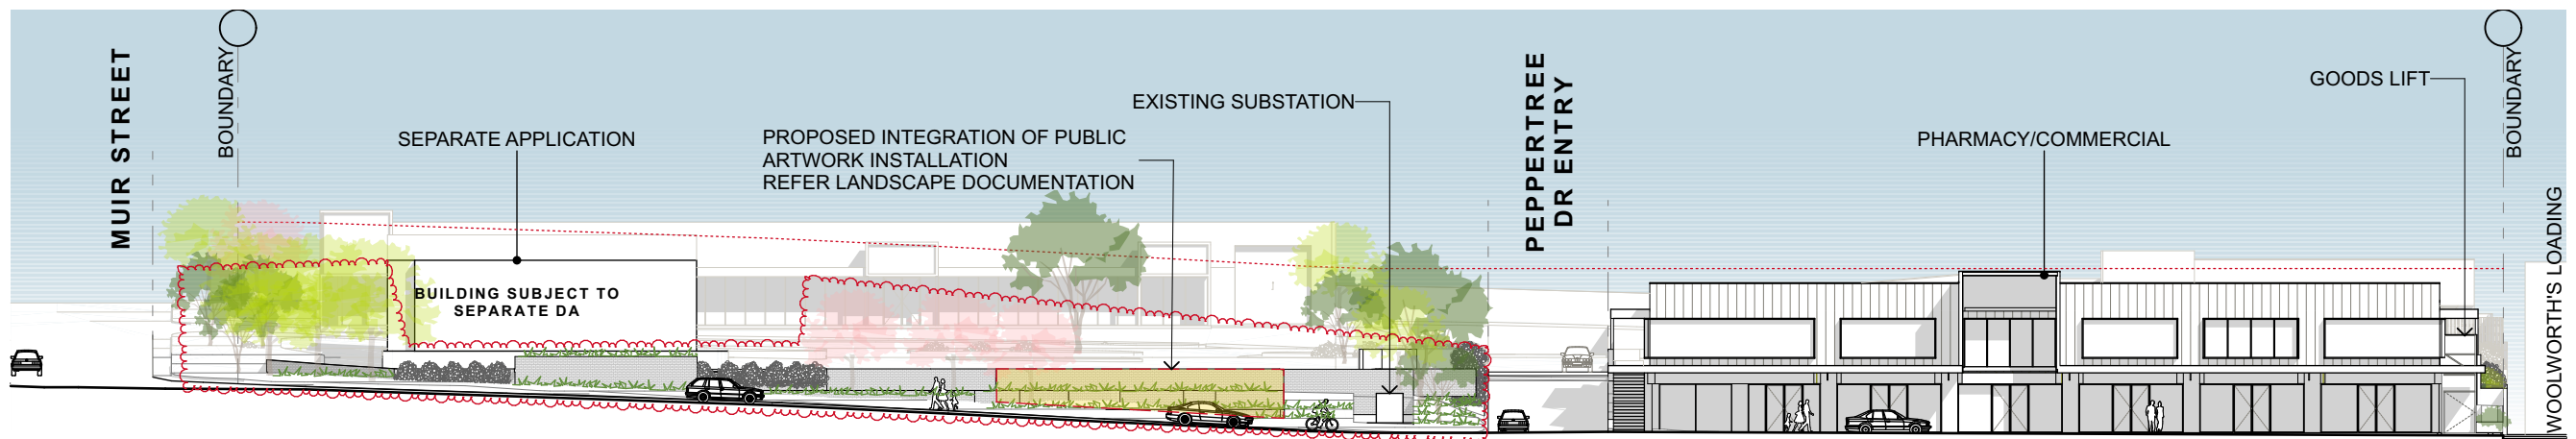 MUIR STREET
BOUNDARY
SEPARATE APPLICATION
BUILDING SUBJECT TO
SEPARATE DA
PROPOSED INTEGRATION OF PUBLIC
ARTWORK INSTALLATION
REFER LANDSCAPE DOCUMENTATION
EXISTING SUBSTATION
PEPPERTREE
DR ENTRY
PHARMACY/COMMERCIAL
GOODS LIFT
BOUNDARY
WOOLWORTH'S LOADING